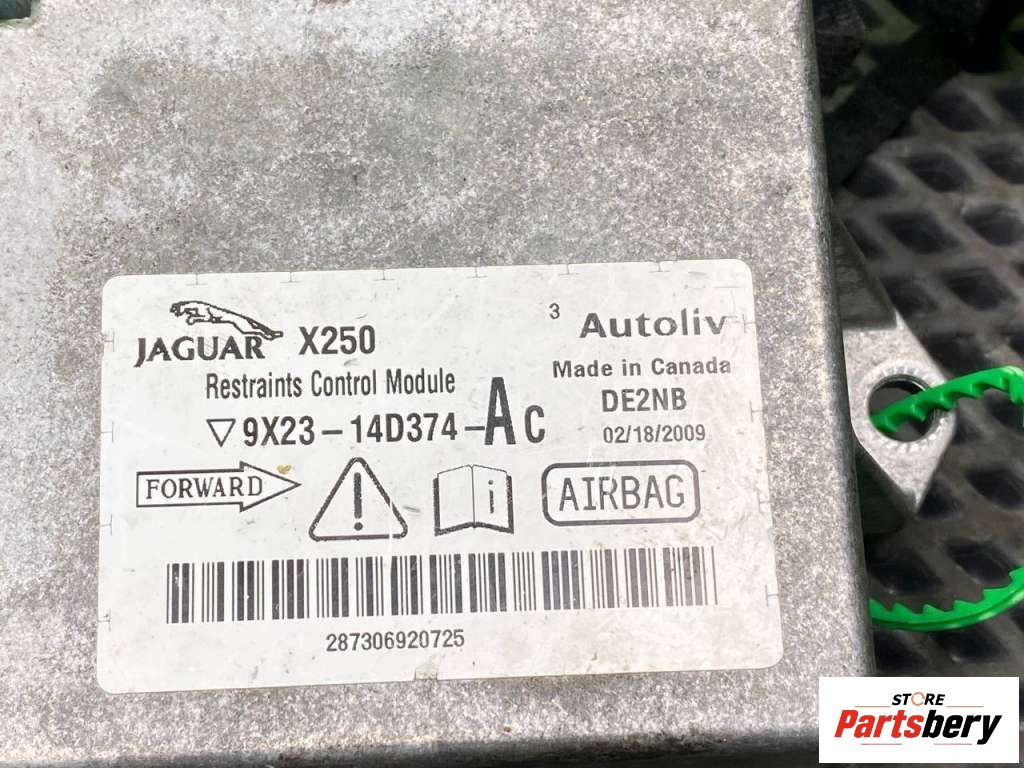 JAGUAR X250
3 Autoliv
Restraints Control Module
Made in Canada
▽9X23-14D374-AC
DE2NB
02/18/2009
FORWARD
i
AIRBAG
287306920725
STORE
Partsbery